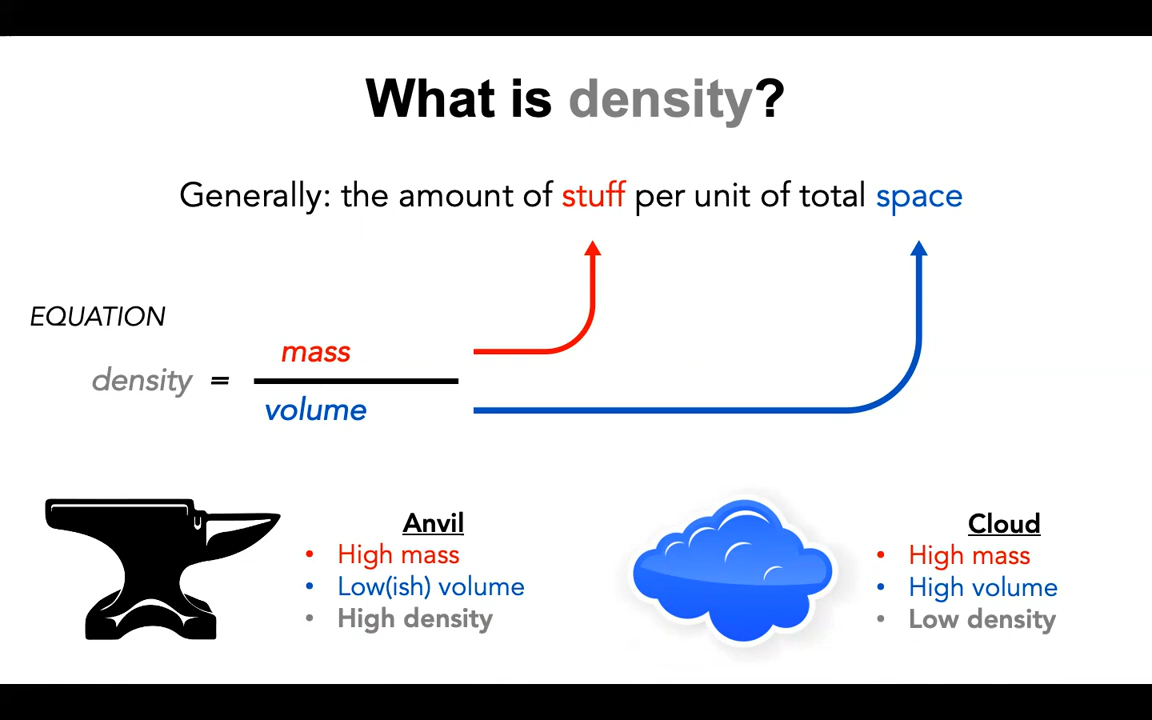 What is density?
Generally: the amount of stuff per unit of total space
EQUATION
density = mass
volume
Anvil
• High mass
• Low(ish) volume
• High density
Cloud
• High mass
• High volume
• Low density